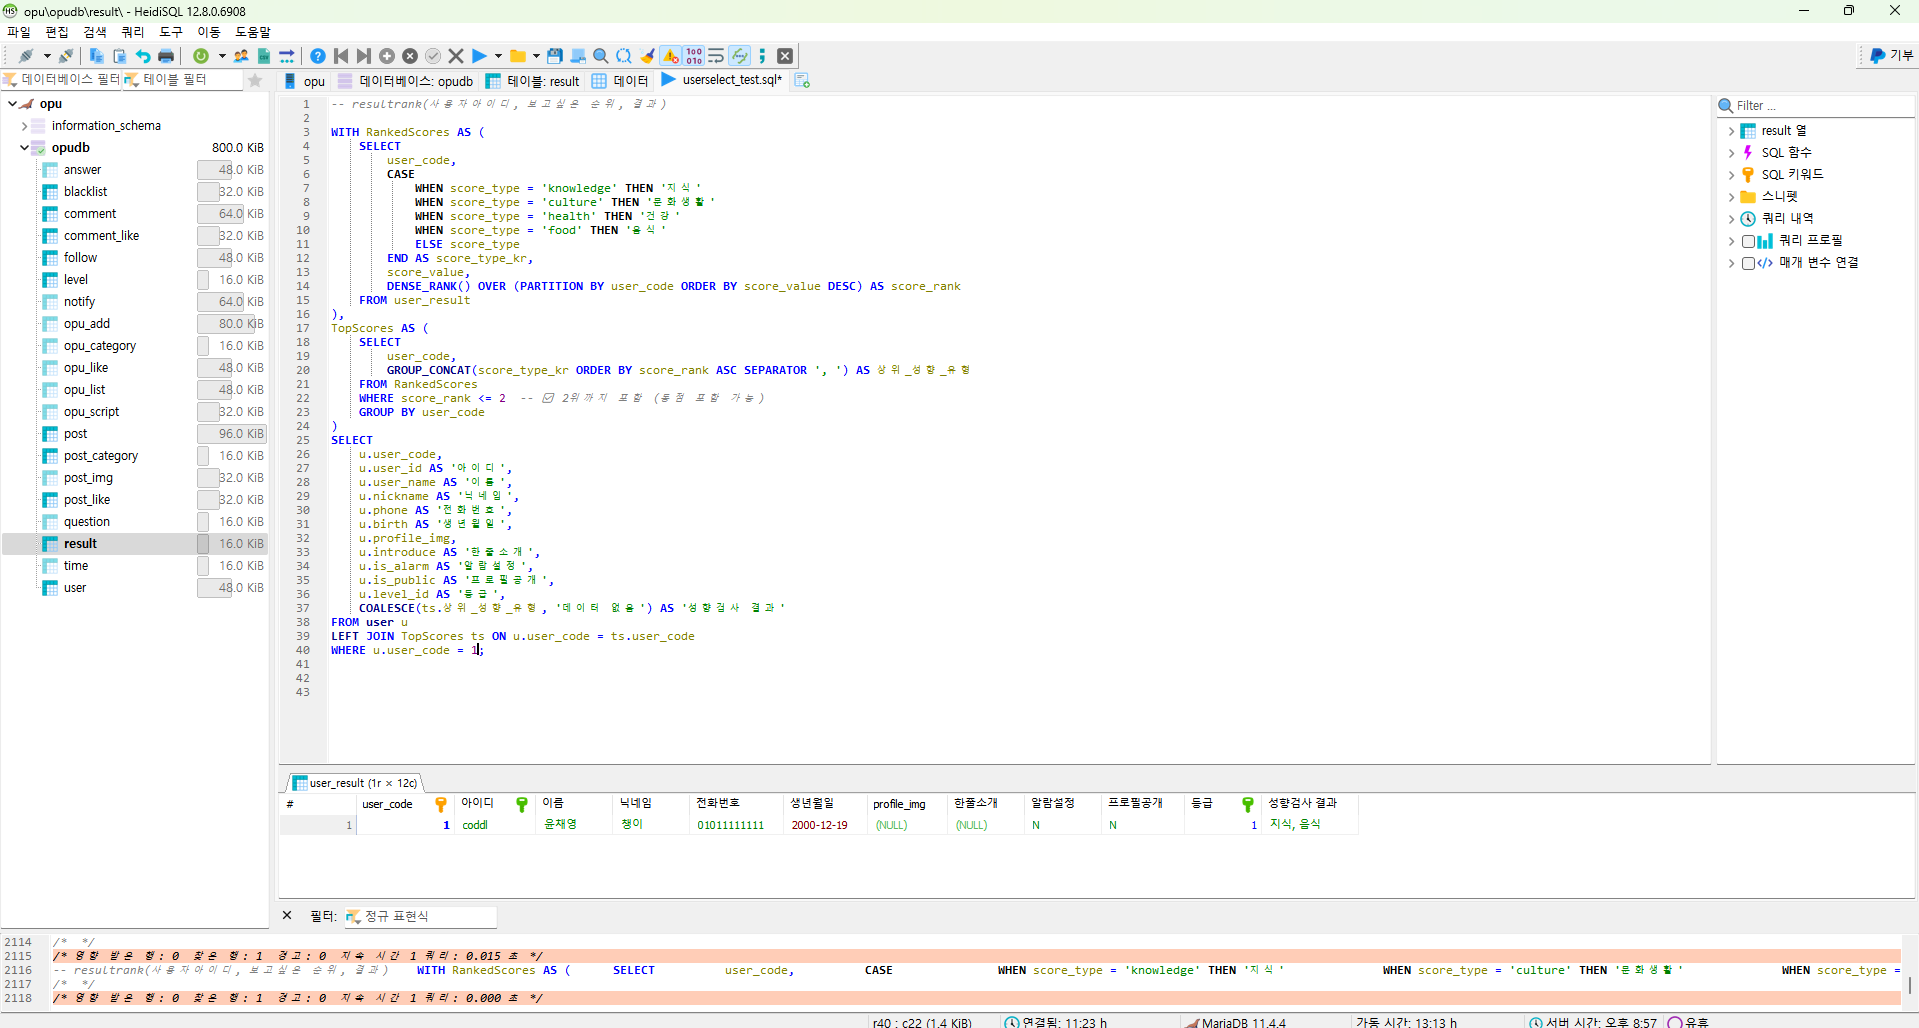 opu\opudb\result\ - HeidiSQL 12.8.0.6908
파일 편집 검색 쿼리 도구 이동 도움말
기부
데이터베이스 필터 테이블 필터
opu 데이터베이스: opudb 테이블: result 데이터 userselect_test.sql*
opu
information_schema
opudb 800.0 KiB
answer 48.0 KiB
blacklist 32.0 KiB
comment 64.0 KiB
comment_like 32.0 KiB
follow 48.0 KiB
level 16.0 KiB
notify 64.0 KiB
opu_add 80.0 KiB
opu_category 16.0 KiB
opu_like 48.0 KiB
opu_list 48.0 KiB
opu_script 32.0 KiB
post 96.0 KiB
post_category 16.0 KiB
post_img 32.0 KiB
post_like 32.0 KiB
question 16.0 KiB
result 16.0 KiB
time 16.0 KiB
user 48.0 KiB
1 -- resultrank(사용자아이디, 보고싶은 순위, 결과)
2
3 WITH RankedScores AS (
4 SELECT
5 user_code,
6 CASE
7 WHEN score_type = 'knowledge' THEN '지식'
8 WHEN score_type = 'culture' THEN '문화생활'
9 WHEN score_type = 'health' THEN '건강'
10 WHEN score_type = 'food' THEN '음식'
11 ELSE score_type
12 END AS score_type_kr,
13 score_value,
14 DENSE_RANK() OVER (PARTITION BY user_code ORDER BY score_value DESC) AS score_rank
15 FROM user_result
16 ),
17 TopScores AS (
18 SELECT
19 user_code,
20 GROUP_CONCAT(score_type_kr ORDER BY score_rank ASC SEPARATOR ', ') AS 상위_성향_유형
21 FROM RankedScores
22 WHERE score_rank <= 2 -- ☑ 2위까지 포함 (동점 포함 가능)
23 GROUP BY user_code
24 )
25 SELECT
26 u.user_code,
27 u.user_id AS '아이디',
28 u.user_name AS '이름',
29 u.nickname AS '닉네임',
30 u.phone AS '전화번호',
31 u.birth AS '생년월일',
32 u.profile_img,
33 u.introduce AS '한줄소개',
34 u.is_alarm AS '알람설정',
35 u.is_public AS '프로필공개',
36 u.level_id AS '등급',
37 COALESCE(ts.상위_성향_유형, '데이터 없음') AS '성향검사 결과'
38 FROM user u
39 LEFT JOIN TopScores ts ON u.user_code = ts.user_code
40 WHERE u.user_code = 1;
41
42
43
Filter ...
result 열
SQL 함수
SQL 키워드
스니펫
쿼리 내역
쿼리 프로필
매개 변수 연결
user_result (1r × 12c)
# user_code 아이디 이름 닉네임 전화번호 생년월일 profile_img 한줄소개 알람설정 프로필공개 등급 성향검사 결과
1 1 coddl 윤채영 챙이 01011111111 2000-12-19 (NULL) (NULL) N N 1 지식, 음식
필터: 정규 표현식
2114 /* */
2115 /* 영향 받은 행: 0 찾은 행: 1 경고: 0 지속 시간 1 쿼리: 0.015 초 */
2116 -- resultrank(사용자아이디, 보고싶은 순위, 결과) WITH RankedScores AS ( SELECT user_code, CASE WHEN score_type = 'knowledge' THEN '지식' WHEN score_type = 'culture' THEN '문화생활' WHEN score_type =
2117 /* */
2118 /* 영향 받은 행: 0 찾은 행: 1 경고: 0 지속 시간 1 쿼리: 0.000 초 */
r40 : c22 (1.4 KiB) 연결됨: 11:23 h MariaDB 11.4.4 가동 시간: 13:13 h 서버 시간: 오후 8:57 유휴